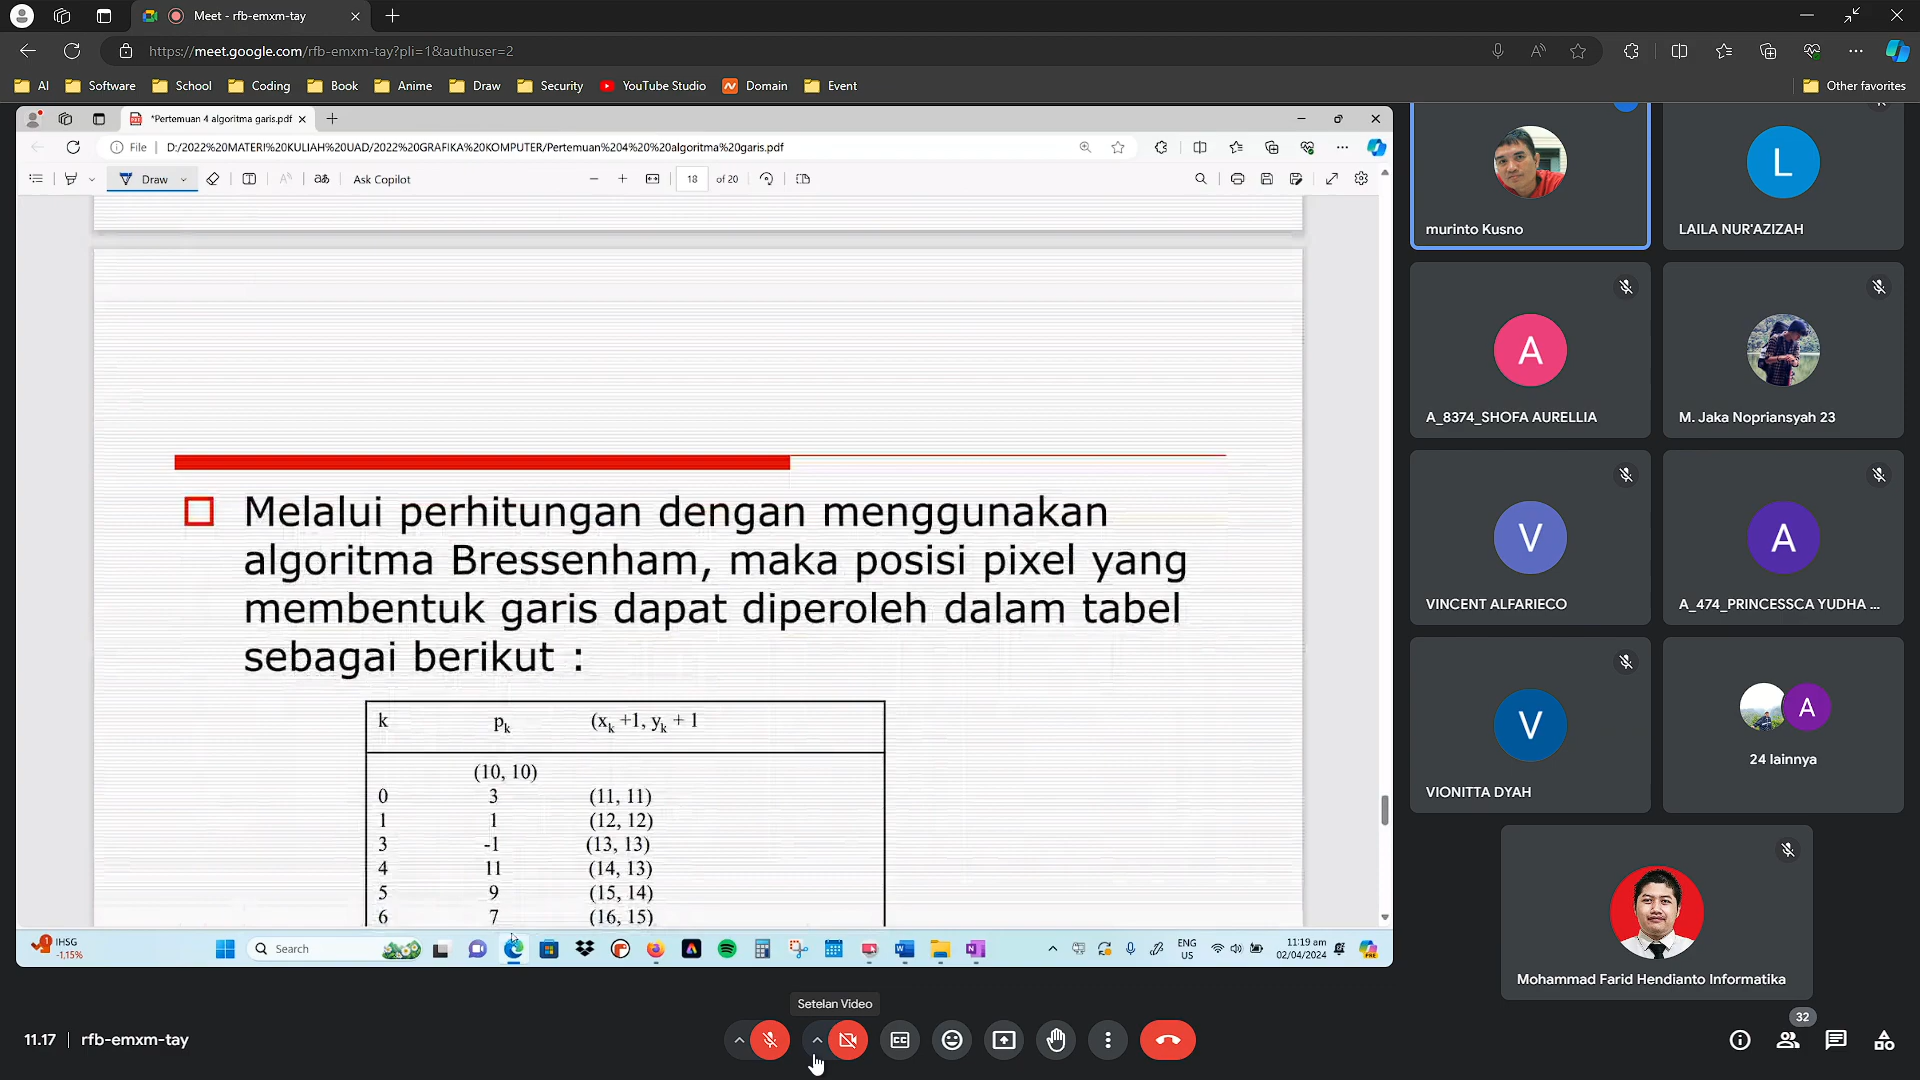 Meet - rfb-emxm-tay
https://meet.google.com/rfb-emxm-tay?pli=1&authuser=2
AI Software School Coding Book Anime Draw Security YouTube Studio Domain Event Other favorites
*Pertemuan 4 algoritma garis.pdf
File D:/2022%20MATERI%20KULIAH%20UAD/2022%20GRAFIKA%20KOMPUTER/Pertemuan%204%20%20algoritma%20garis.pdf
Draw Ask Copilot 18 of 20
Melalui perhitungan dengan menggunakan
algoritma Bressenham, maka posisi pixel yang
membentuk garis dapat diperoleh dalam tabel
sebagai berikut :
k pk (xk +1, yk + 1
(10, 10)
0 3 (11, 11)
1 1 (12, 12)
3 -1 (13, 13)
4 11 (14, 13)
5 9 (15, 14)
6 7 (16, 15)
IHSG
-1,15%
Search
ENG
US
11:19 am
02/04/2024
murinto Kusno
L
LAILA NUR'AZIZAH
A
A_8374_SHOFA AURELLIA
M. Jaka Nopriansyah 23
V
VINCENT ALFARIECO
A
A_474_PRINCESSCA YUDHA ...
V
VIONITTA DYAH
A
24 lainnya
Mohammad Farid Hendianto Informatika
Setelan Video
11.17 rfb-emxm-tay
32